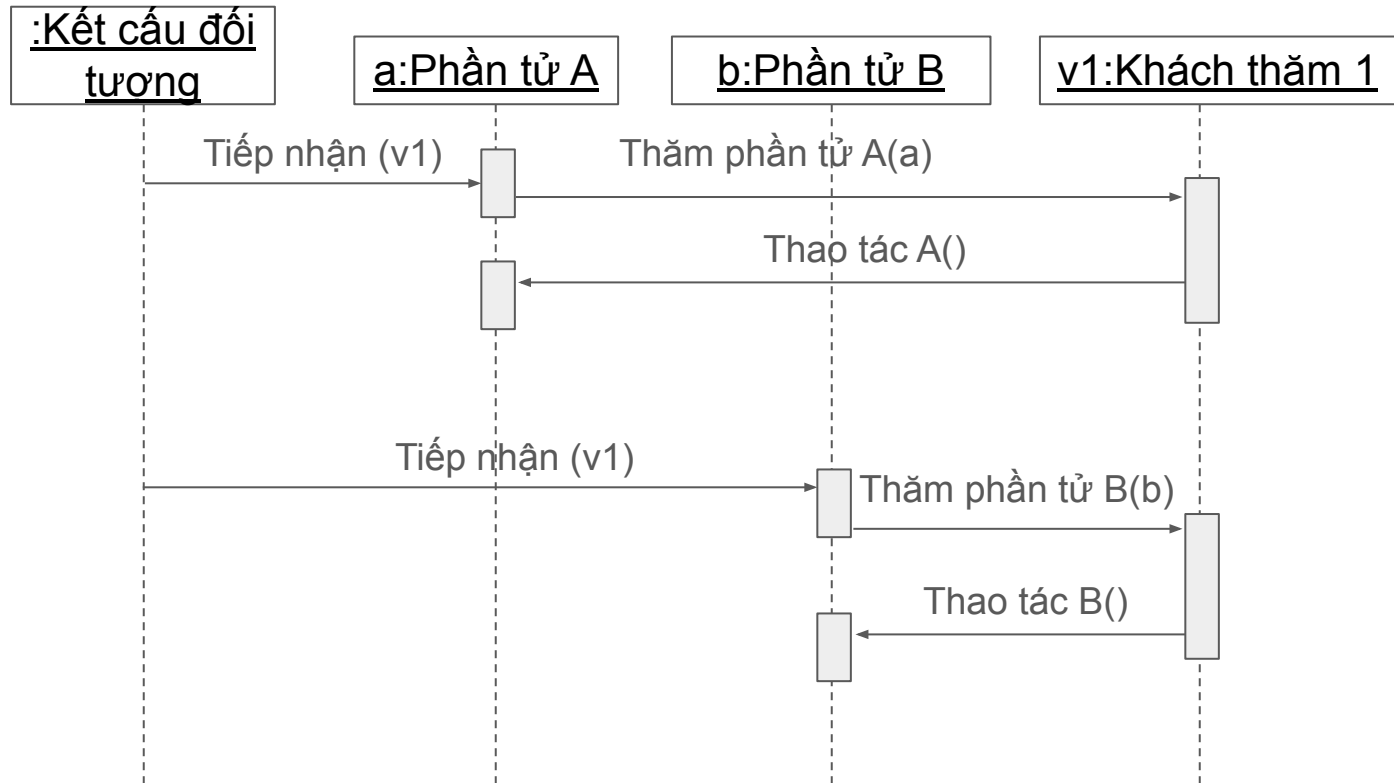 :Kết cấu đối
tượng
a:Phần tử A
b:Phần tử B
v1:Khách thăm 1
Tiếp nhận (v1)
Thăm phần tử A(a)
Thao tác A()
Tiếp nhận (v1)
Thăm phần tử B(b)
Thao tác B()